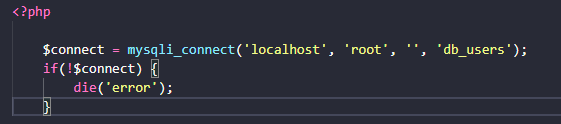 <?php
$connect = mysqli_connect('localhost', 'root', '', 'db_users');
if(!$connect) {
die('error');
}